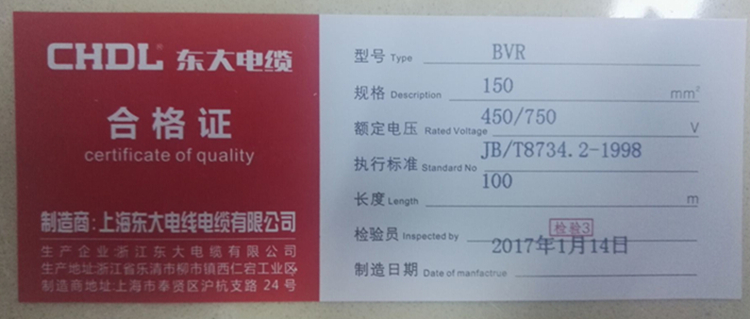 CHDL® 东大电缆
合格证
certificate of quality
制造商:上海东大电线电缆有限公司
生产企业:浙江东大电缆有限公司
生产地址:浙江省乐清市柳市镇西仁宕工业区
制造商地址:上海市奉贤区沪杭支路24号
型号 Type BVR
规格 Description 150 mm²
额定电压 Rated Voltage 450/750 V
执行标准 Standard No JB/T8734.2-1998
长度 Length 100 m
检验员 Inspected by 检验3
制造日期 Date of manfactrue 2017年1月14日